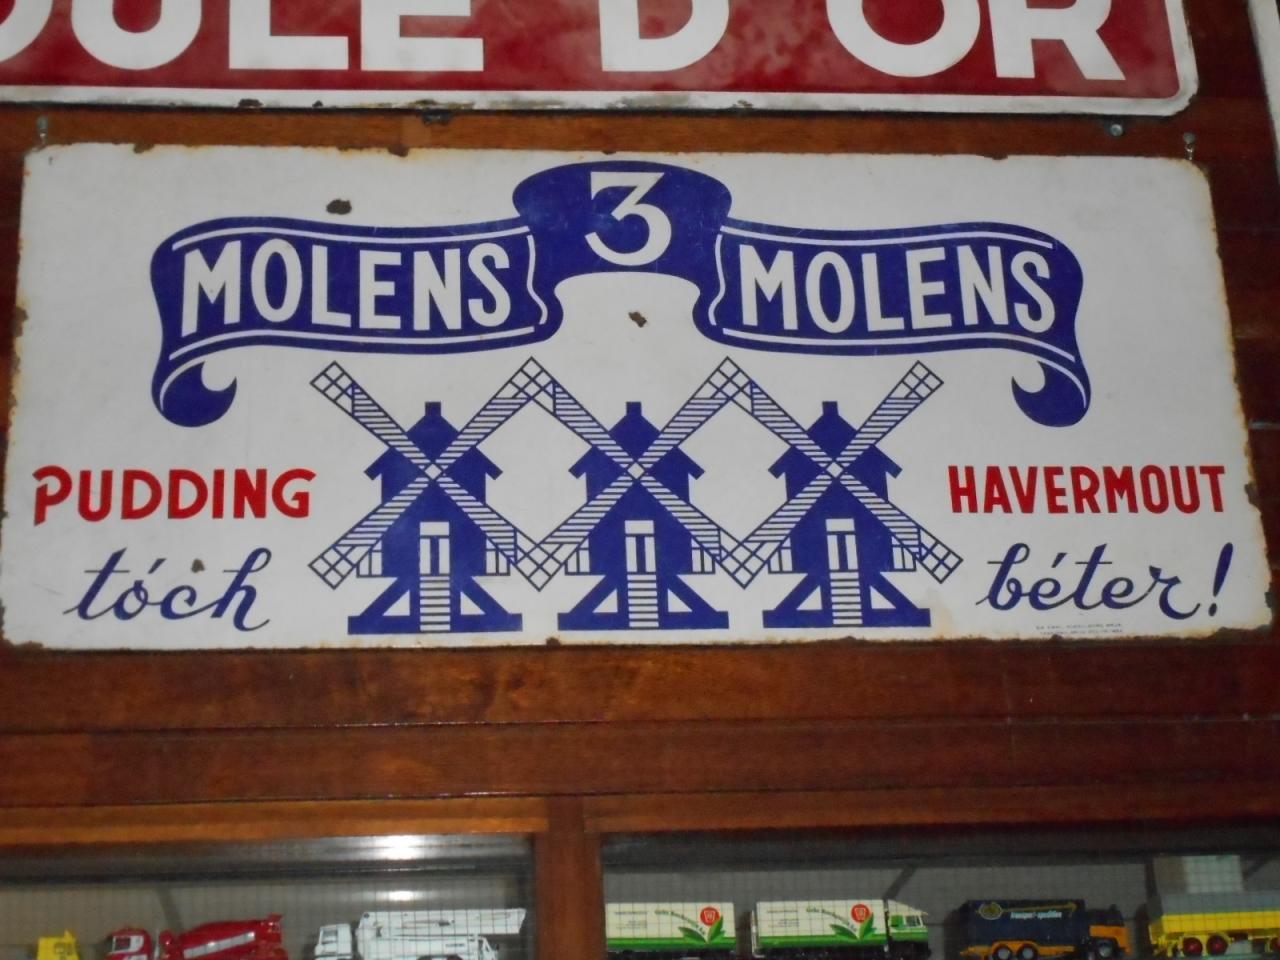 OULE D'OR
3
MOLENS MOLENS
PUDDING HAVERMOUT
tóch béter!